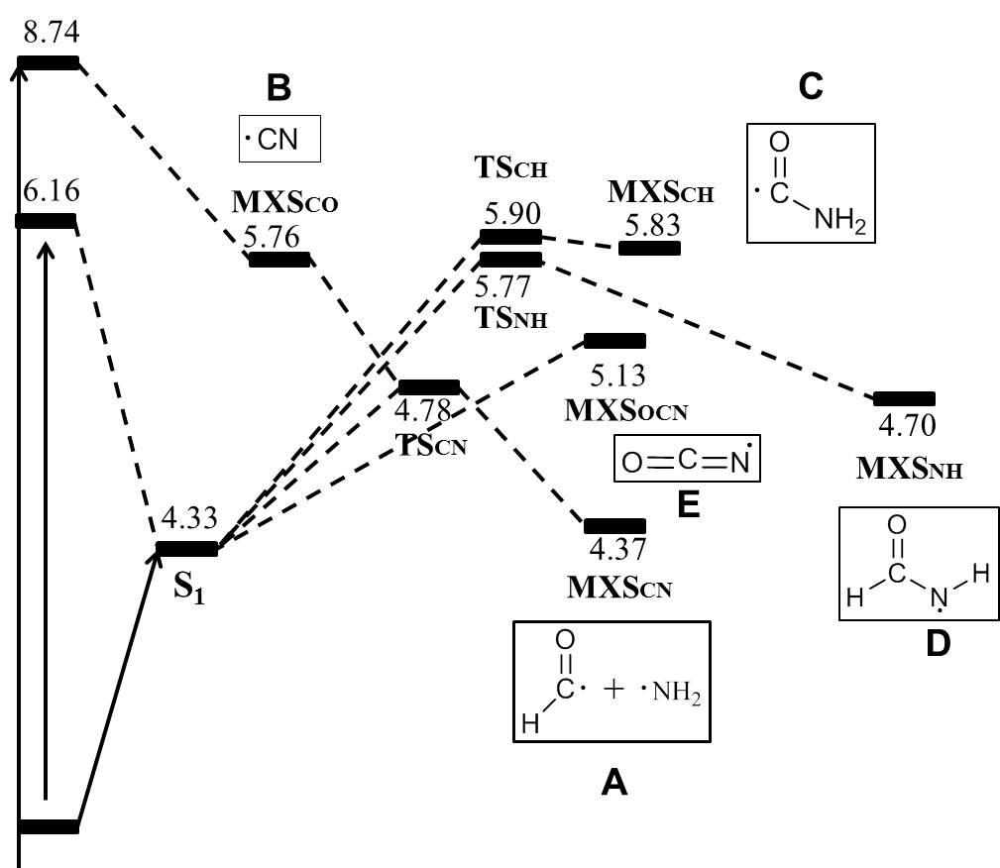 8.74
B
C
·CN
6.16
TSCH
MXSCO
MXSCH
5.90
5.83
5.76
O
· C
NH2
5.77
TSNH
5.13
4.78
TSCN
MXSOCN
4.70
MXSNH
O=C=N·
E
4.33
S1
4.37
MXSCN
O
H C N· H
D
O
C· + ·NH2
H
A